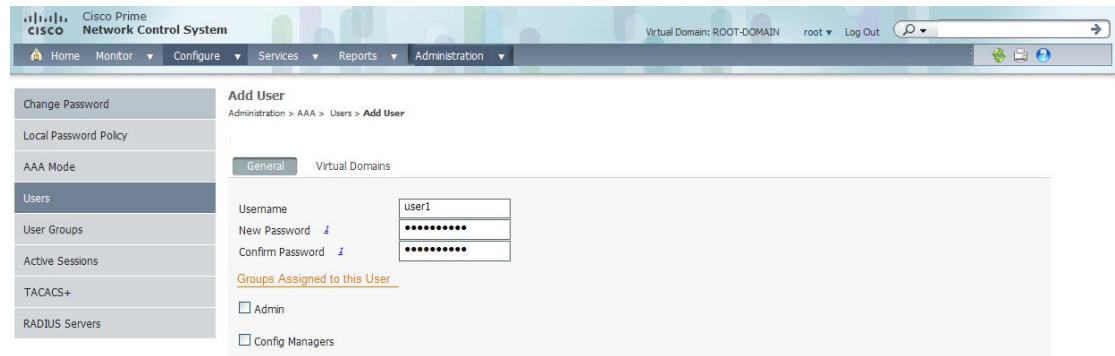 Cisco Prime
CISCO Network Control System
Virtual Domain: ROOT-DOMAIN root Log Out
Home Monitor Configure Services Reports Administration
Change Password
Local Password Policy
AAA Mode
Users
User Groups
Active Sessions
TACACS+
RADIUS Servers
Add User
Administration > AAA > Users > Add User
General Virtual Domains
Username user1
New Password i
Confirm Password i
Groups Assigned to this User
Admin
Config Managers